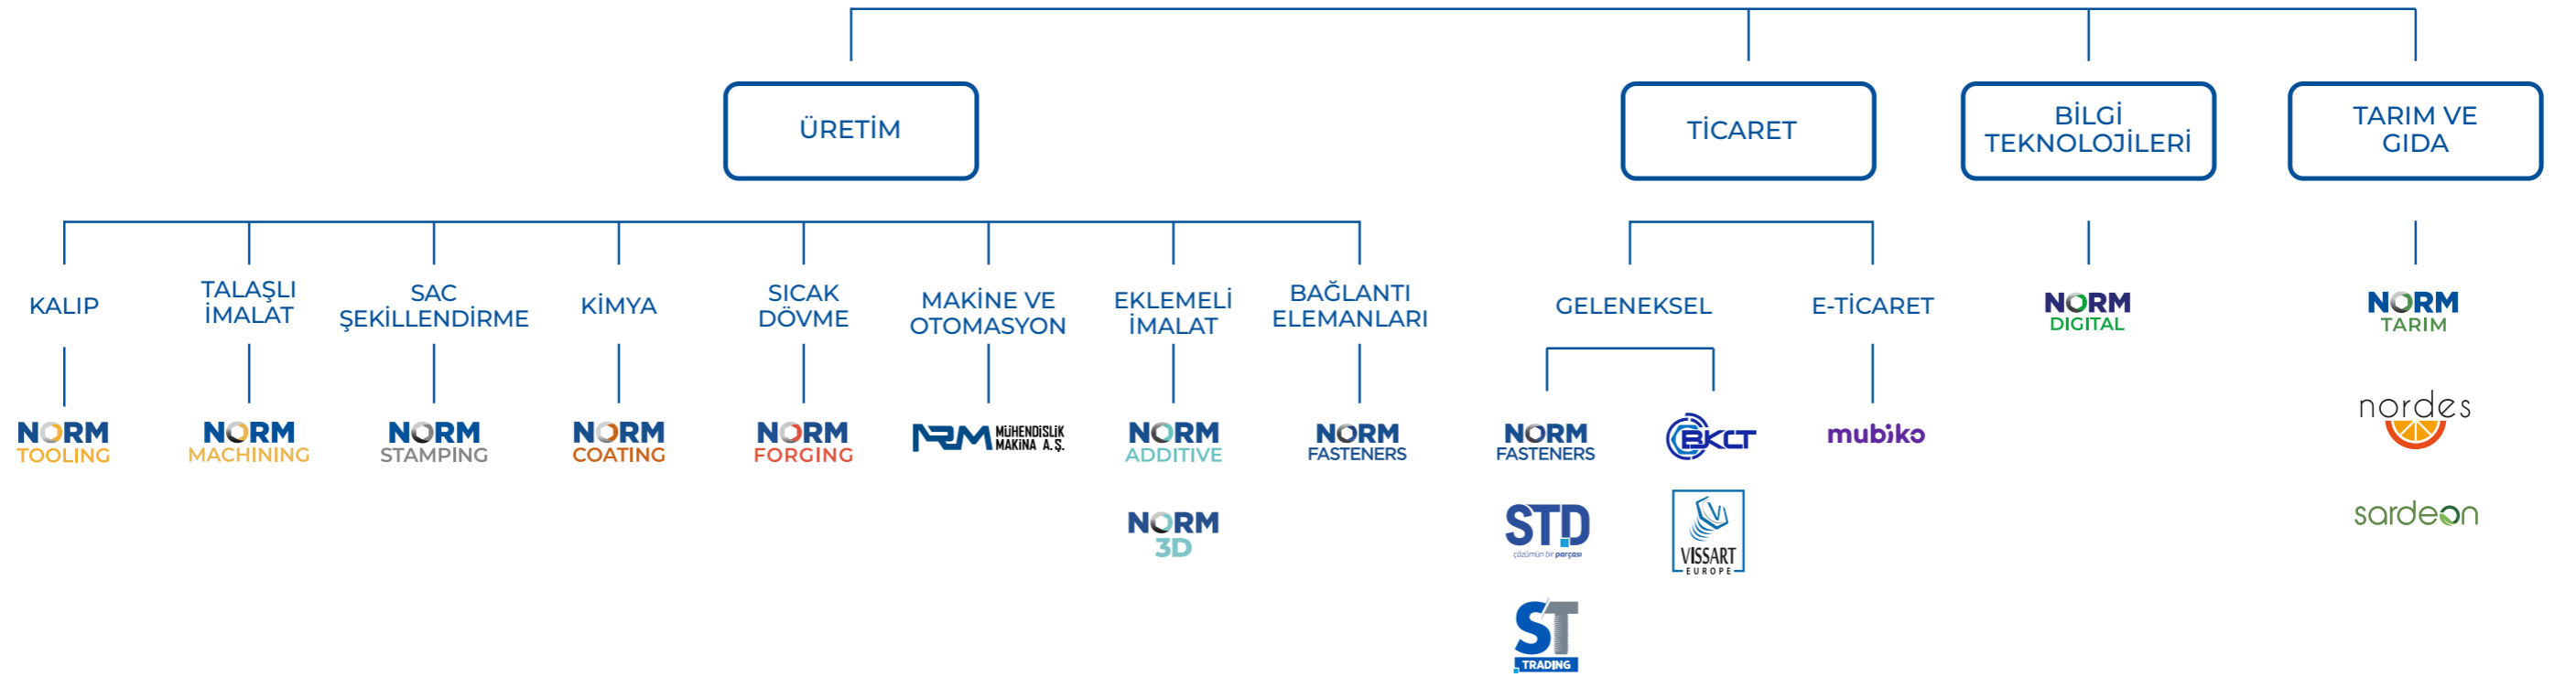 ÜRETİM
TİCARET
BİLGİ
TEKNOLOJİLERİ
TARIM VE
GIDA
KALIP
TALAŞLI
İMALAT
SAC
ŞEKİLLENDİRME
KİMYA
SICAK
DÖVME
MAKİNE VE
OTOMASYON
EKLEMELİ
İMALAT
BAĞLANTI
ELEMANLARI
GELENEKSEL
E-TİCARET
NORM
DIGITAL
NORM
TARIM
NORM
TOOLING
NORM
MACHINING
NORM
STAMPING
NORM
COATING
NORM
FORGING
NRM MÜHENDİSLİK
MAKİNA A.Ş.
NORM
ADDITIVE
NORM
3D
NORM
FASTENERS
NORM
FASTENERS
STD
çözümün bir parçası
ST
TRADING
BKCT
VISSART
EUROPE
mubiko
nordes
sardeon